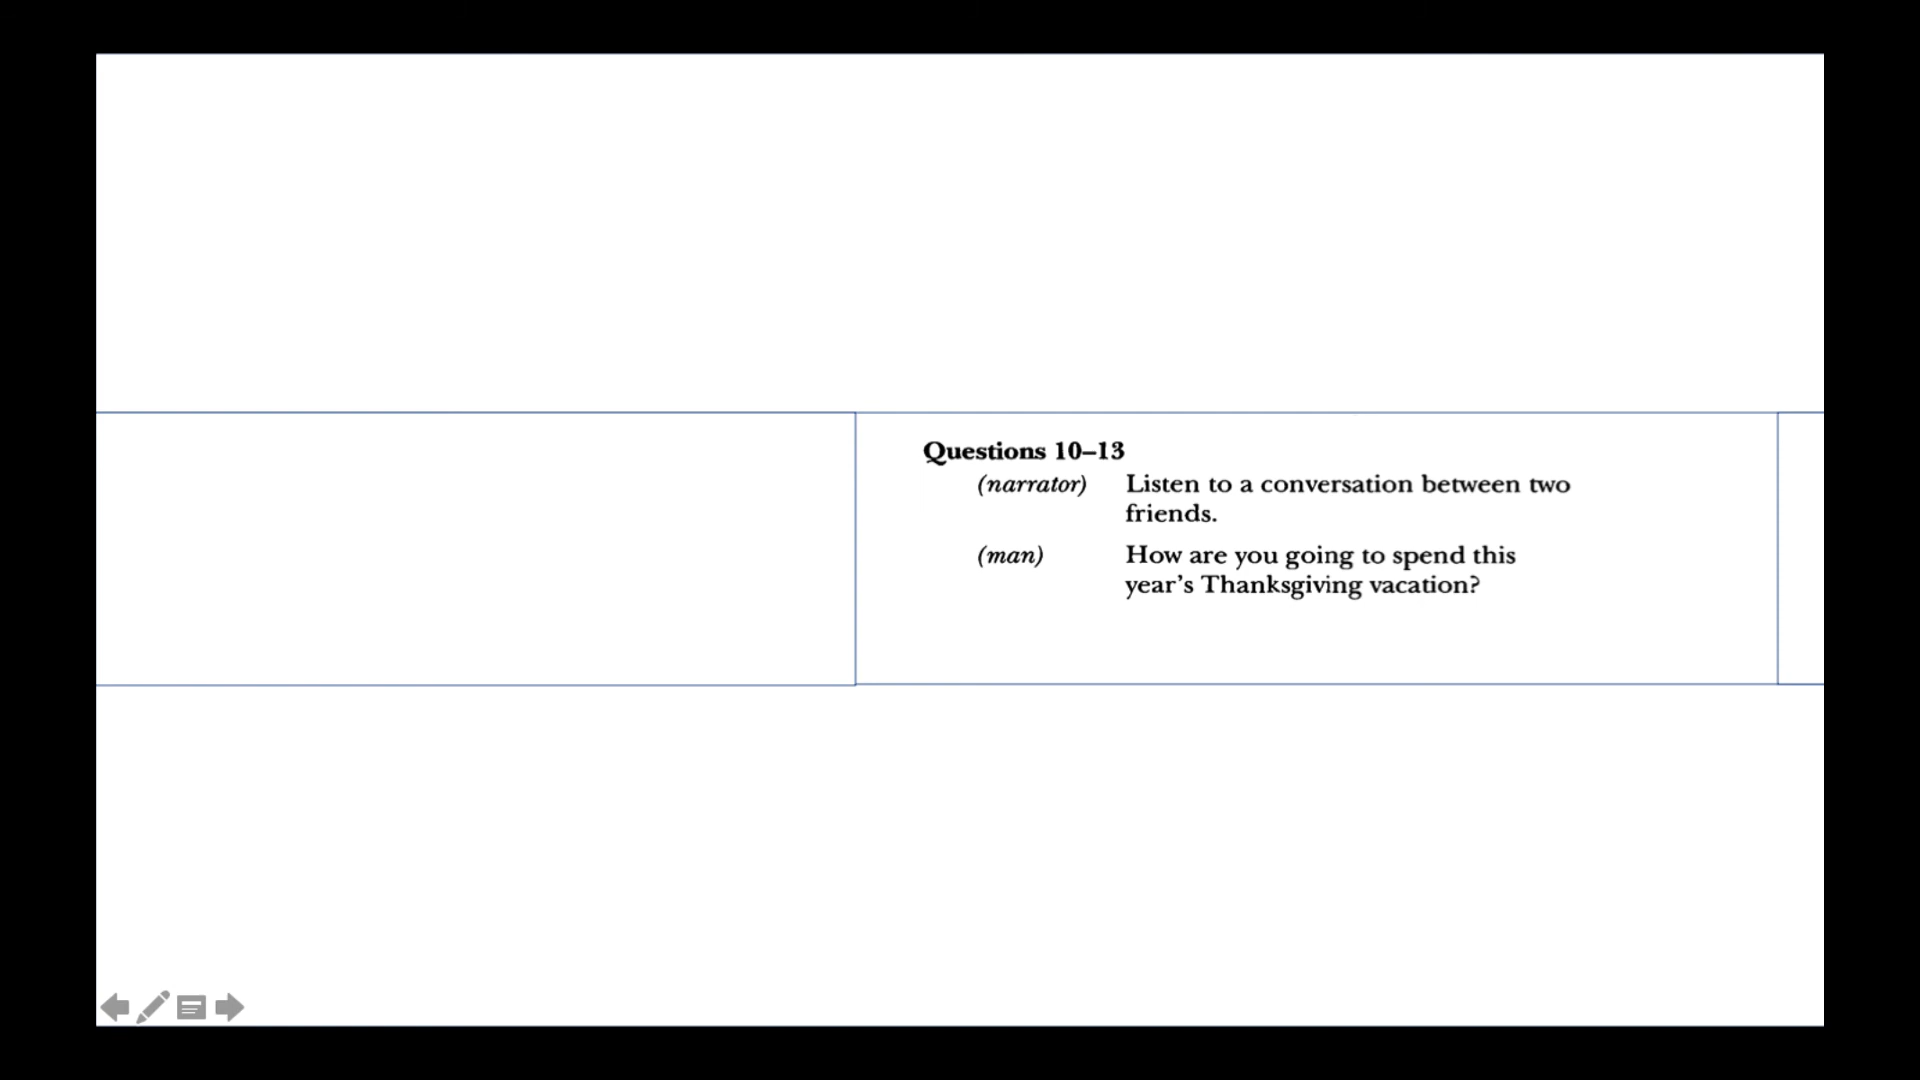 Questions 10–13
(narrator) Listen to a conversation between two
friends.
(man) How are you going to spend this
year's Thanksgiving vacation?